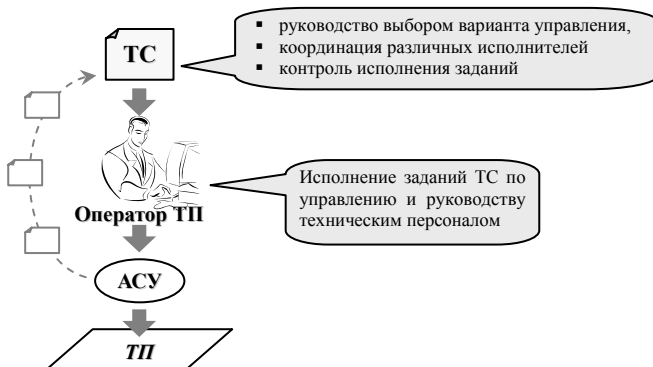 ТС
▪ руководство выбором варианта управления,
▪ координация различных исполнителей
▪ контроль исполнения заданий
Оператор ТП
Исполнение заданий ТС по
управлению и руководству
техническим персоналом
АСУ
ТП